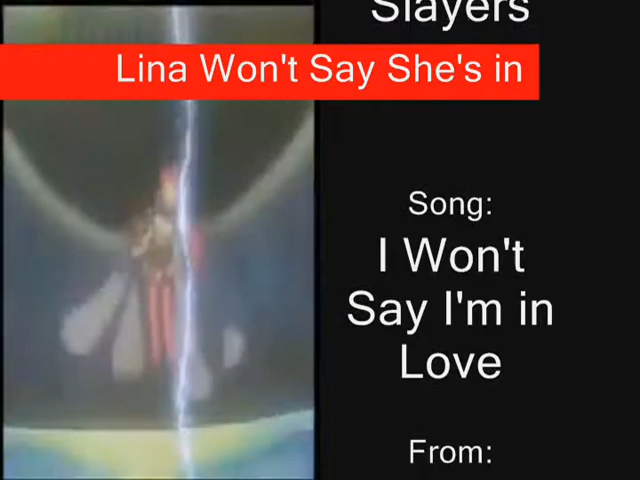 Slayers
Lina Won't Say She's in
Song:
I Won't
Say I'm in
Love
From: